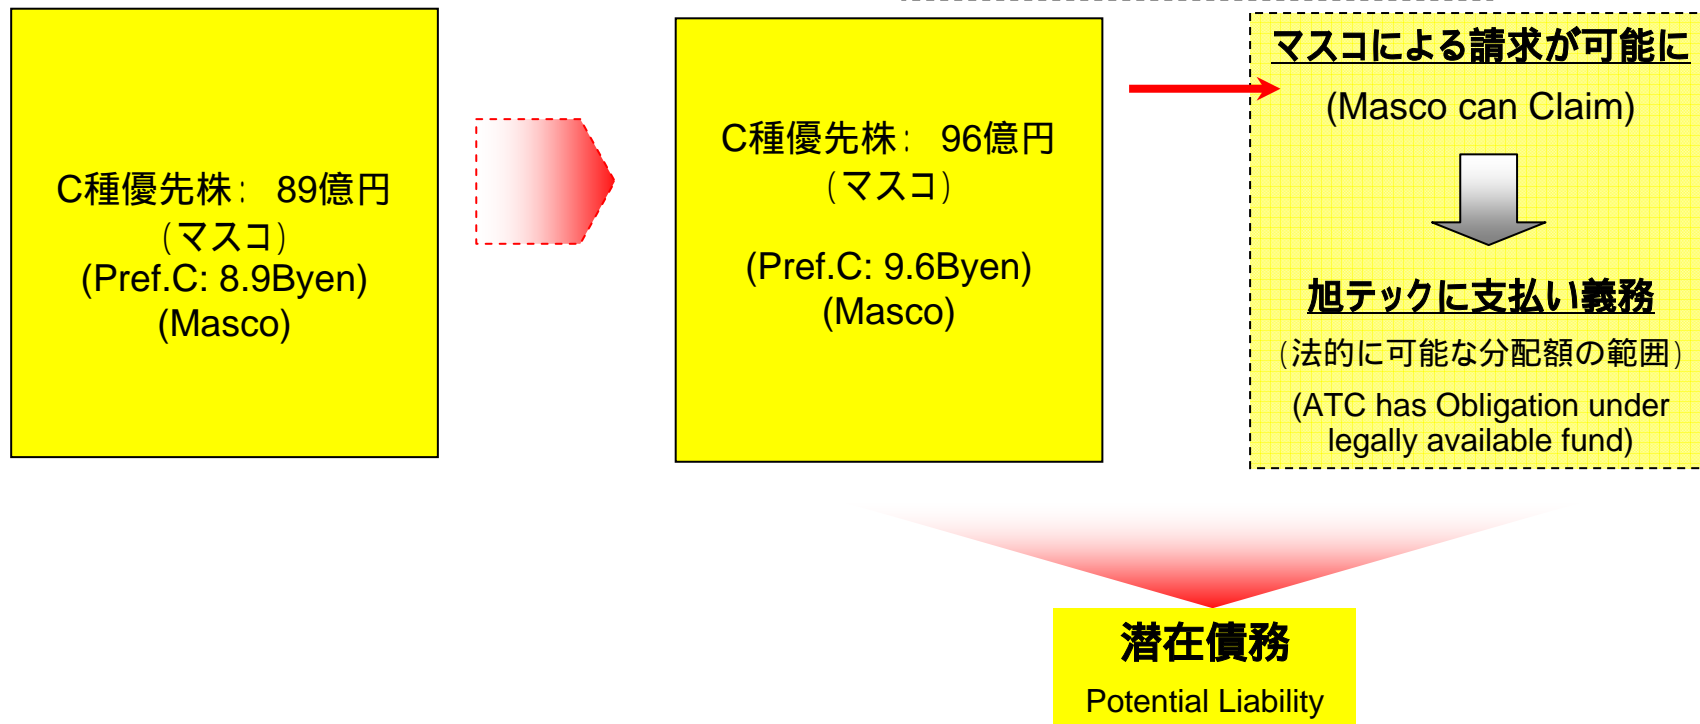 C種優先株： 89億円
（マスコ）
(Pref.C: 8.9Byen)
(Masco)
C種優先株： 96億円
（マスコ）
(Pref.C: 9.6Byen)
(Masco)
マスコによる請求が可能に
(Masco can Claim)
旭テックに支払い義務
（法的に可能な分配額の範囲）
(ATC has Obligation under
legally available fund)
潜在債務
Potential Liability